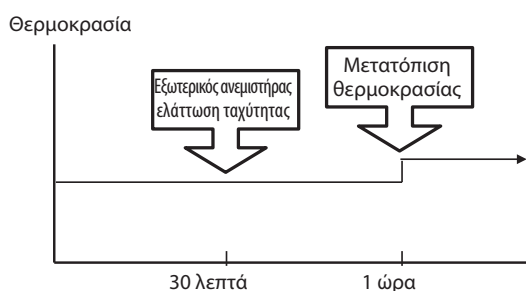 Θερμοκρασία
Εξωτερικός ανεμιστήρας
ελάττωση ταχύτητας
Μετατόπιση
θερμοκρασίας
30 λεπτά
1 ώρα